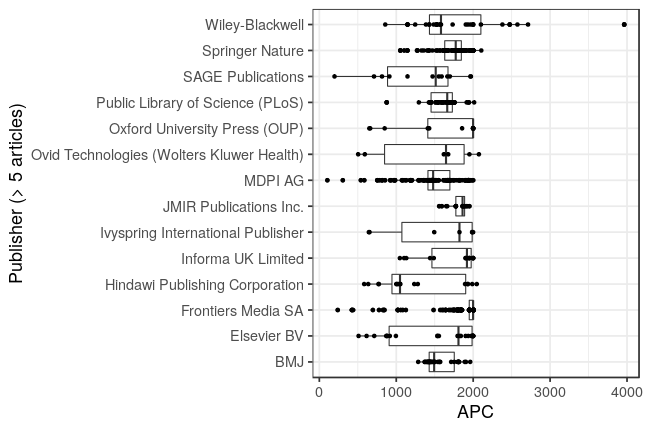 Publisher (> 5 articles)
Wiley-Blackwell
Springer Nature
SAGE Publications
Public Library of Science (PLoS)
Oxford University Press (OUP)
Ovid Technologies (Wolters Kluwer Health)
MDPI AG
JMIR Publications Inc.
Ivyspring International Publisher
Informa UK Limited
Hindawi Publishing Corporation
Frontiers Media SA
Elsevier BV
BMJ
0 1000 2000 3000 4000
APC